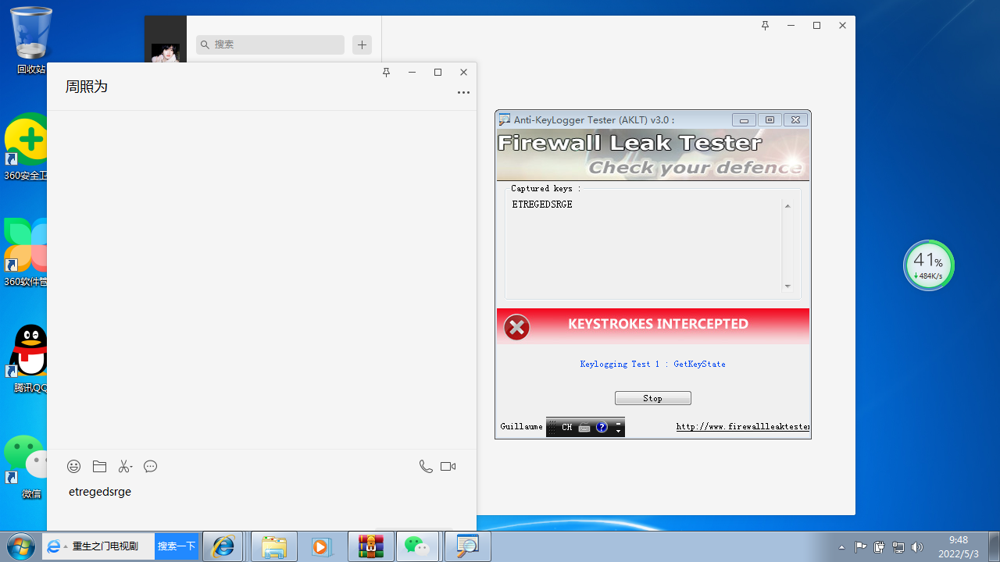 回收站
360安全卫
360软件管
腾讯QQ
微信
搜索
周照为
etregedsrge
Anti-KeyLogger Tester (AKLT) v3.0 :
Firewall Leak Tester
Check your defence
Captured keys :
ETREGEDSRGE
KEYSTROKES INTERCEPTED
Keylogging Test 1 : GetKeyState
Stop
Guillaume
CH
http://www.firewallleaktester
41%
484K/s
重生之门电视剧
搜索一下
9:48
2022/5/3